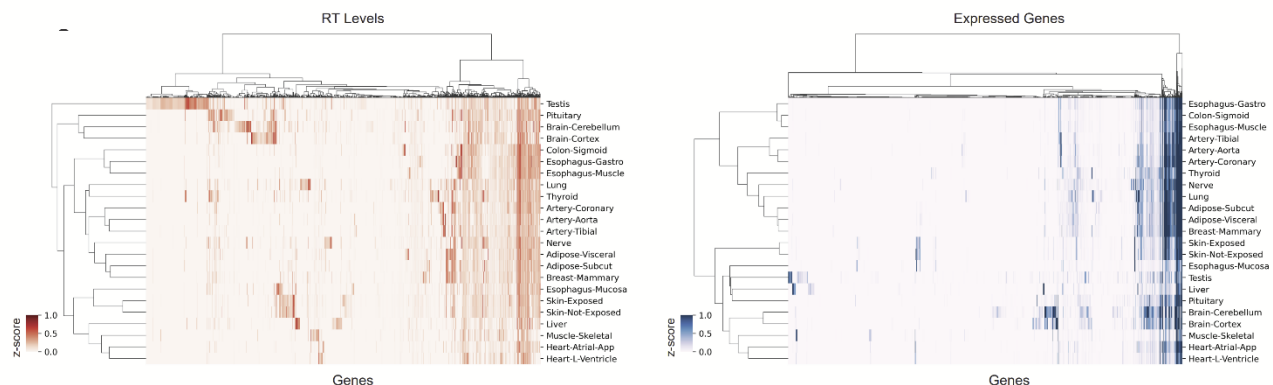 RT Levels
Testis
Pituitary
Brain-Cerebellum
Brain-Cortex
Colon-Sigmoid
Esophagus-Gastro
Esophagus-Muscle
Lung
Thyroid
Artery-Coronary
Artery-Aorta
Artery-Tibial
Nerve
Adipose-Visceral
Adipose-Subcut
Breast-Mammary
Esophagus-Mucosa
Skin-Exposed
Skin-Not-Exposed
Liver
Muscle-Skeletal
Heart-Atrial-App
Heart-L-Ventricle
z-score
1.0
0.5
0.0
Genes
Expressed Genes
Esophagus-Gastro
Colon-Sigmoid
Esophagus-Muscle
Artery-Tibial
Artery-Aorta
Artery-Coronary
Thyroid
Nerve
Lung
Adipose-Subcut
Adipose-Visceral
Breast-Mammary
Skin-Exposed
Skin-Not-Exposed
Esophagus-Mucosa
Testis
Liver
Pituitary
Brain-Cerebellum
Brain-Cortex
Muscle-Skeletal
Heart-Atrial-App
Heart-L-Ventricle
z-score
1.0
0.5
0.0
Genes